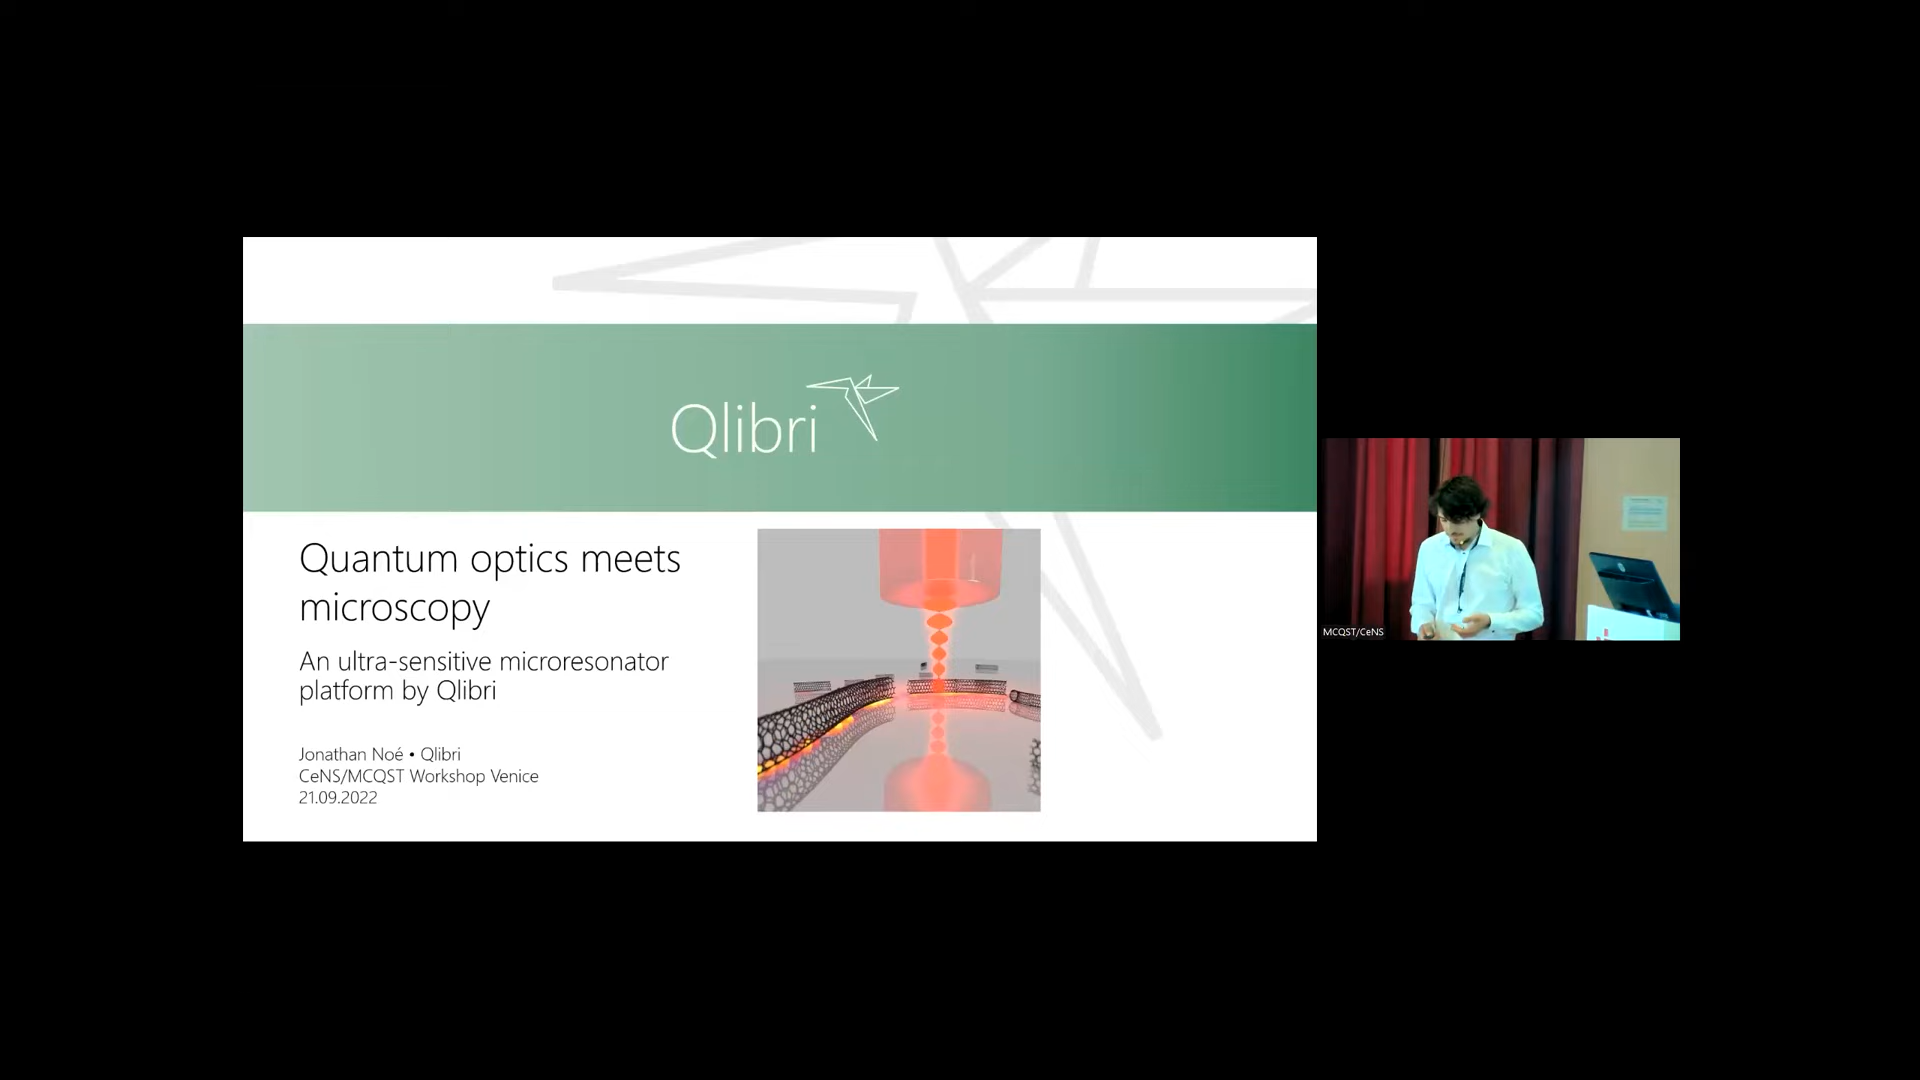 Qlibri
Quantum optics meets
microscopy
An ultra-sensitive microresonator
platform by Qlibri
Jonathan Noé • Qlibri
CeNS/MCQST Workshop Venice
21.09.2022
MCQST/CeNS